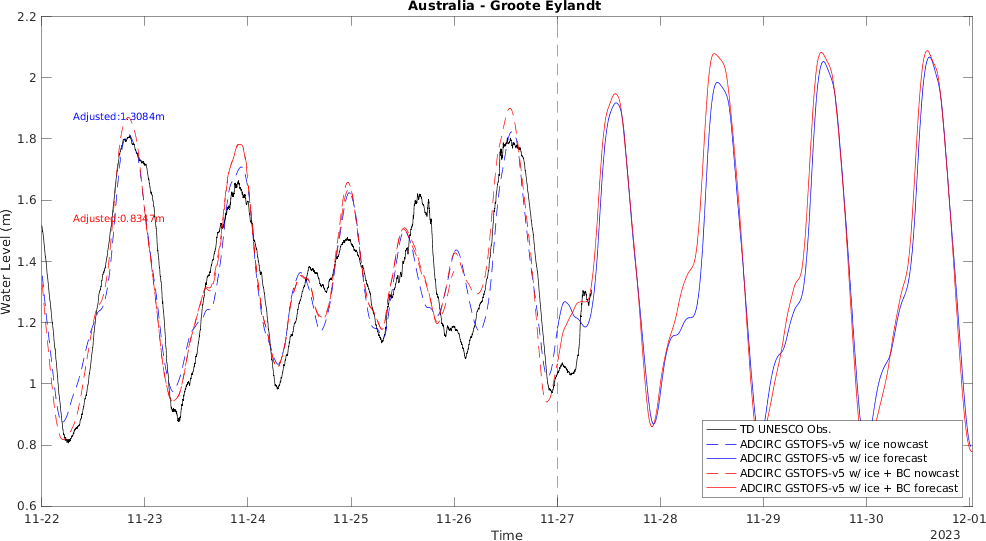 Australia - Groote Eylandt
Water Level (m)
2.2
2
1.8
1.6
1.4
1.2
1
0.8
0.6
Adjusted:1.3084m
Adjusted:0.8347m
TD UNESCO Obs.
ADCIRC GSTOFS-v5 w/ ice nowcast
ADCIRC GSTOFS-v5 w/ ice forecast
ADCIRC GSTOFS-v5 w/ ice + BC nowcast
ADCIRC GSTOFS-v5 w/ ice + BC forecast
11-22 11-23 11-24 11-25 11-26 11-27 11-28 11-29 11-30 12-01
Time
2023